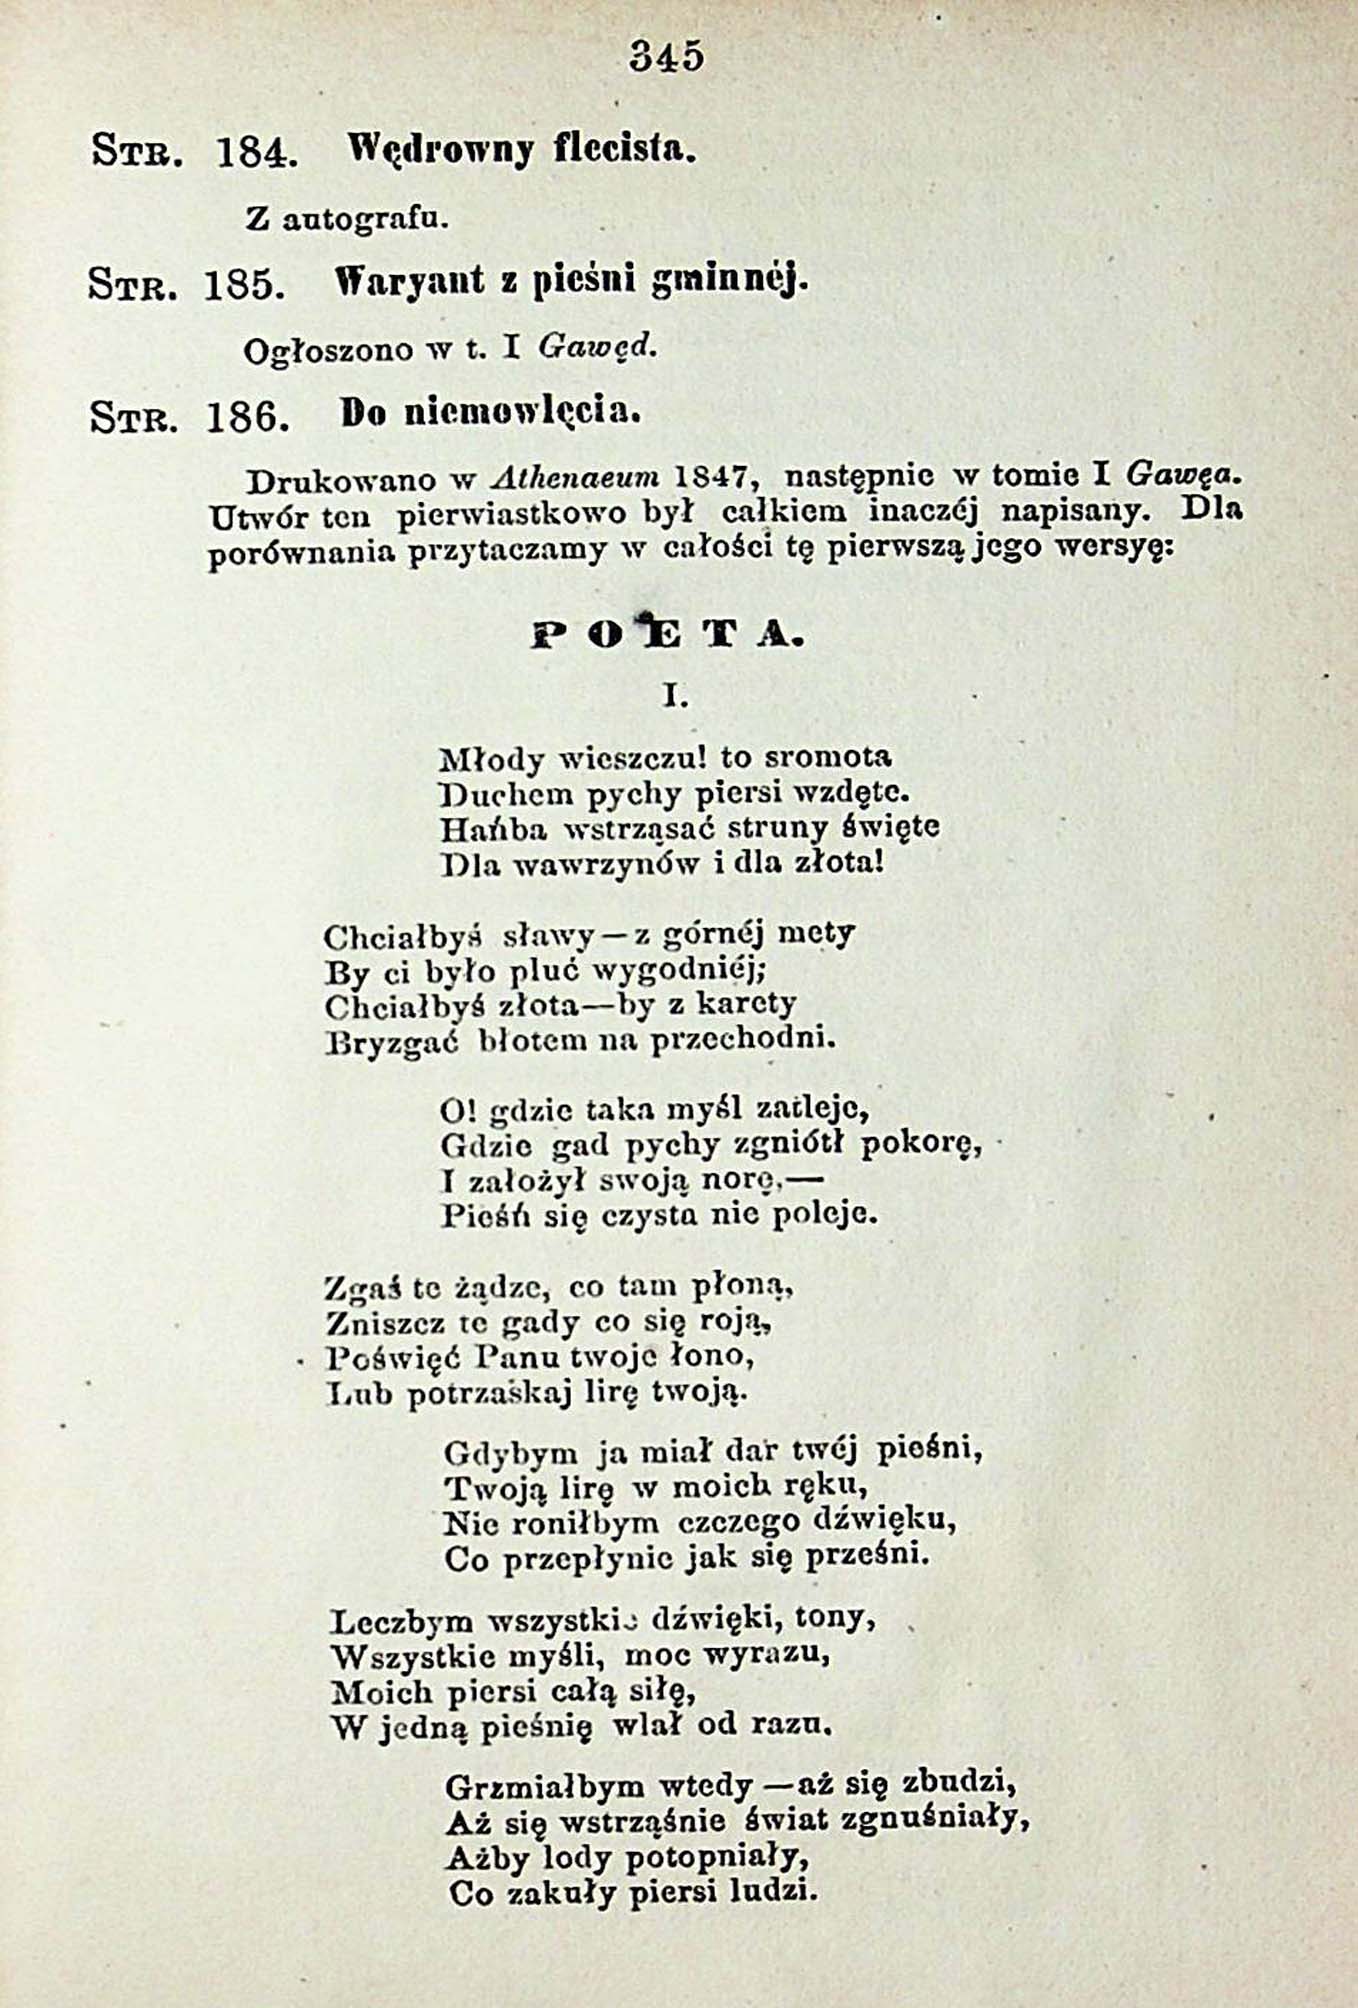 345
STR. 184. Wędrowny flecista.
Z autografu.
STR. 185. Waryant z pieśni gminnéj.
Ogłoszono w t. I Gawęd.
STR. 186. Do niemowlęcia.
Drukowano w Athenaeum 1847, następnie w tomie I Gawęa.
Utwór ten pierwiastkowo był całkiem inaczéj napisany. Dla
porównania przytaczamy w całości tę pierwszą jego wersyę:
POETA.
I.
Młody wieszczu! to sromota
Duchem pychy piersi wzdęte.
Hańba wstrząsać struny święte
Dla wawrzynów i dla złota!
Chciałbyś sławy—z górnéj mety
By ci było pluć wygodniéj;
Chciałbyś złota—by z karety
Bryzgać błotem na przechodni.
O! gdzie taka myśl zatleje,
Gdzie gad pychy zgniótł pokorę,
I założył swoją norę,—
Pieśń się czysta nie poleje.
Zgaś te żądze, co tam płoną,
Zniszcz te gady co się roją,
Poświęć Panu twoje łono,
Lub potrzaskaj lirę twoją.
Gdybym ja miał dar twéj pieśni,
Twoją lirę w moich ręku,
Nie roniłbym czczego dźwięku,
Co przepłynie jak się prześni.
Leczbym wszystkie dźwięki, tony,
Wszystkie myśli, moc wyrazu,
Moich piersi całą siłę,
W jedną pieśnię wlał od razu.
Grzmiałbym wtedy—aż się zbudzi,
Aż się wstrząśnie świat zgnuśniały,
Ażby lody potopniały,
Co zakuły piersi ludzi.